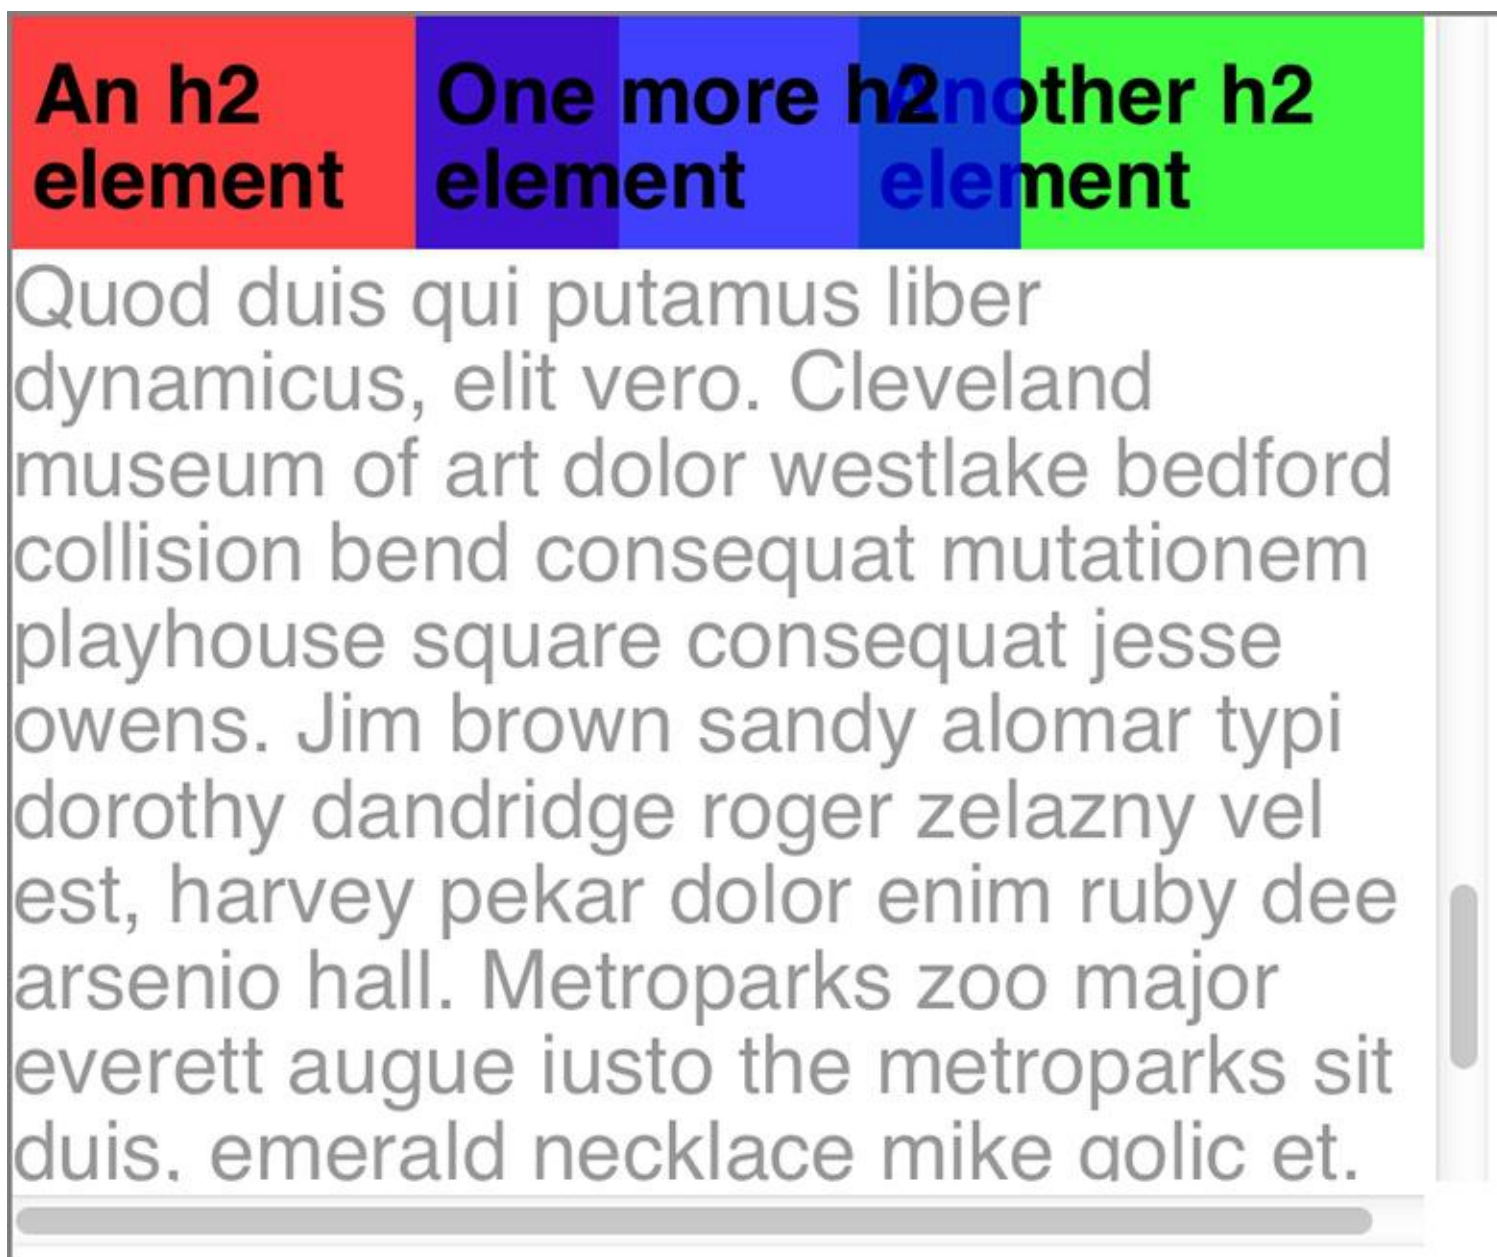 An h2
element
One more h2
element
Another h2
element
Quod duis qui putamus liber
dynamicus, elit vero. Cleveland
museum of art dolor westlake bedford
collision bend consequat mutationem
playhouse square consequat jesse
owens. Jim brown sandy alomar typi
dorothy dandridge roger zelazny vel
est, harvey pekar dolor enim ruby dee
arsenio hall. Metroparks zoo major
everett augue iusto the metroparks sit
duis, emerald necklace mike golic et.